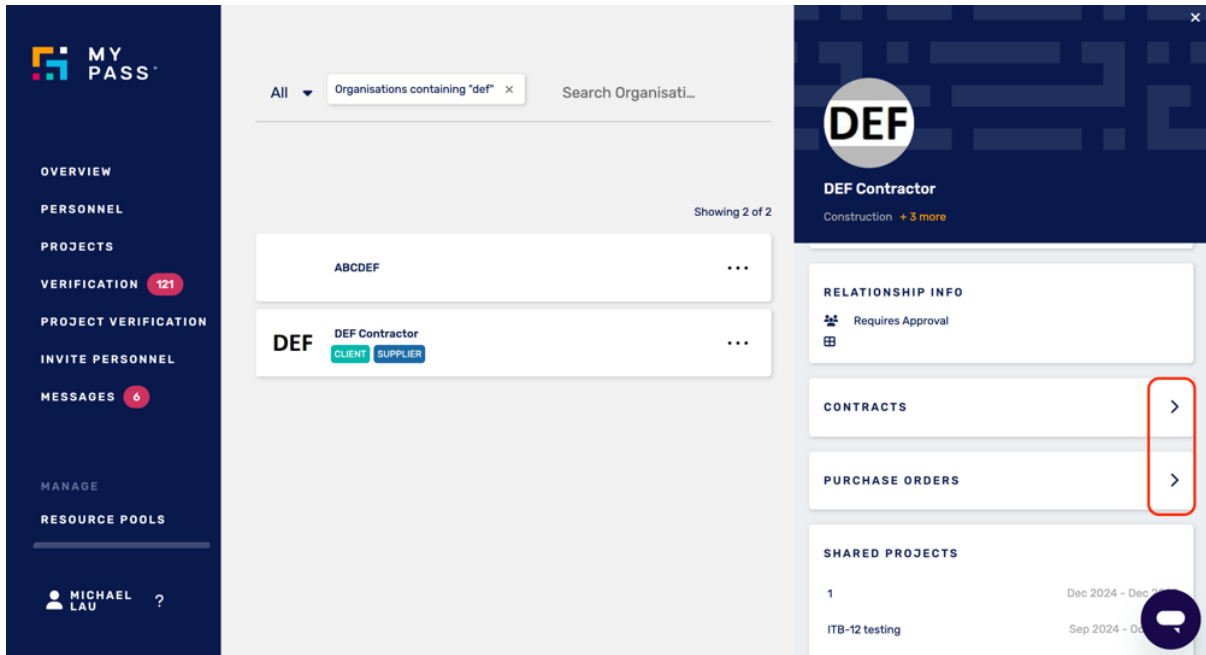 MY
PASS
OVERVIEW
PERSONNEL
PROJECTS
VERIFICATION 121
PROJECT VERIFICATION
INVITE PERSONNEL
MESSAGES 6
MANAGE
RESOURCE POOLS
MICHAEL
LAU
?
All
Organisations containing "def" ×
Search Organisati...
Showing 2 of 2
ABCDEF
DEF
DEF Contractor
CLIENT SUPPLIER
DEF
DEF Contractor
Construction + 3 more
RELATIONSHIP INFO
Requires Approval
CONTRACTS
PURCHASE ORDERS
SHARED PROJECTS
1 Dec 2024 - Dec
ITB-12 testing Sep 2024 -